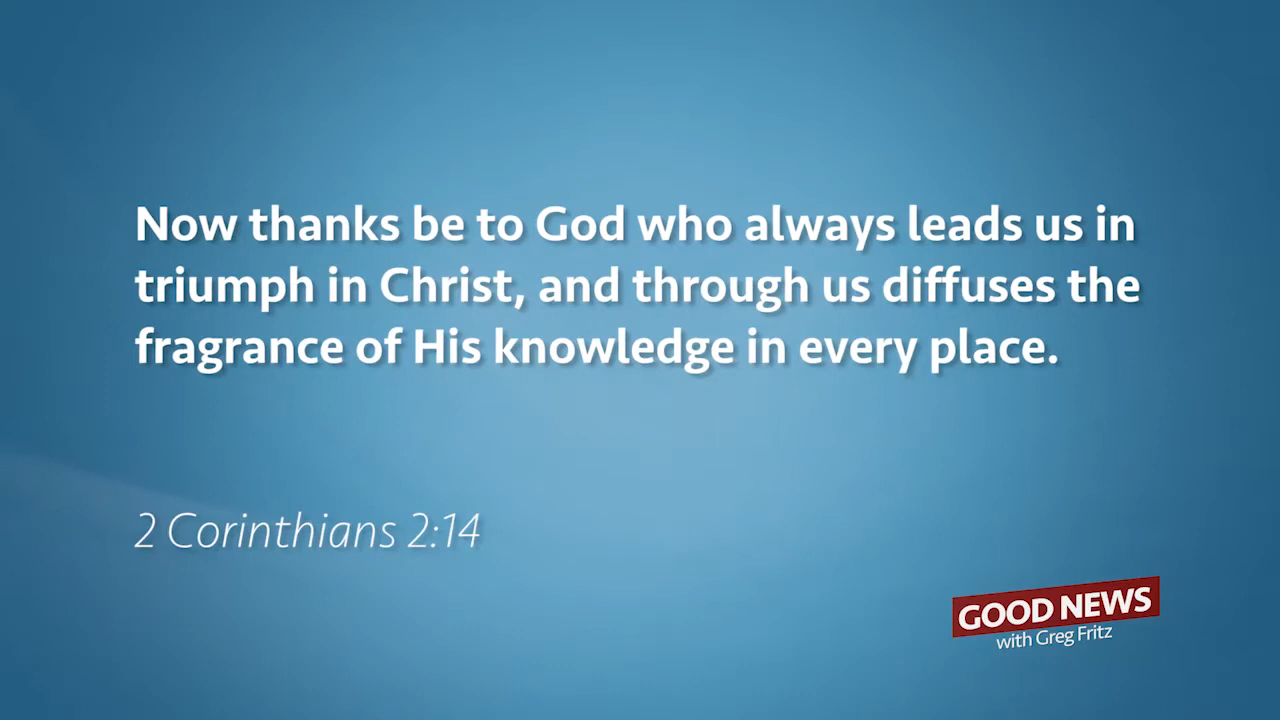 Now thanks be to God who always leads us in
triumph in Christ, and through us diffuses the
fragrance of His knowledge in every place.
2 Corinthians 2:14
GOOD NEWS
with Greg Fritz